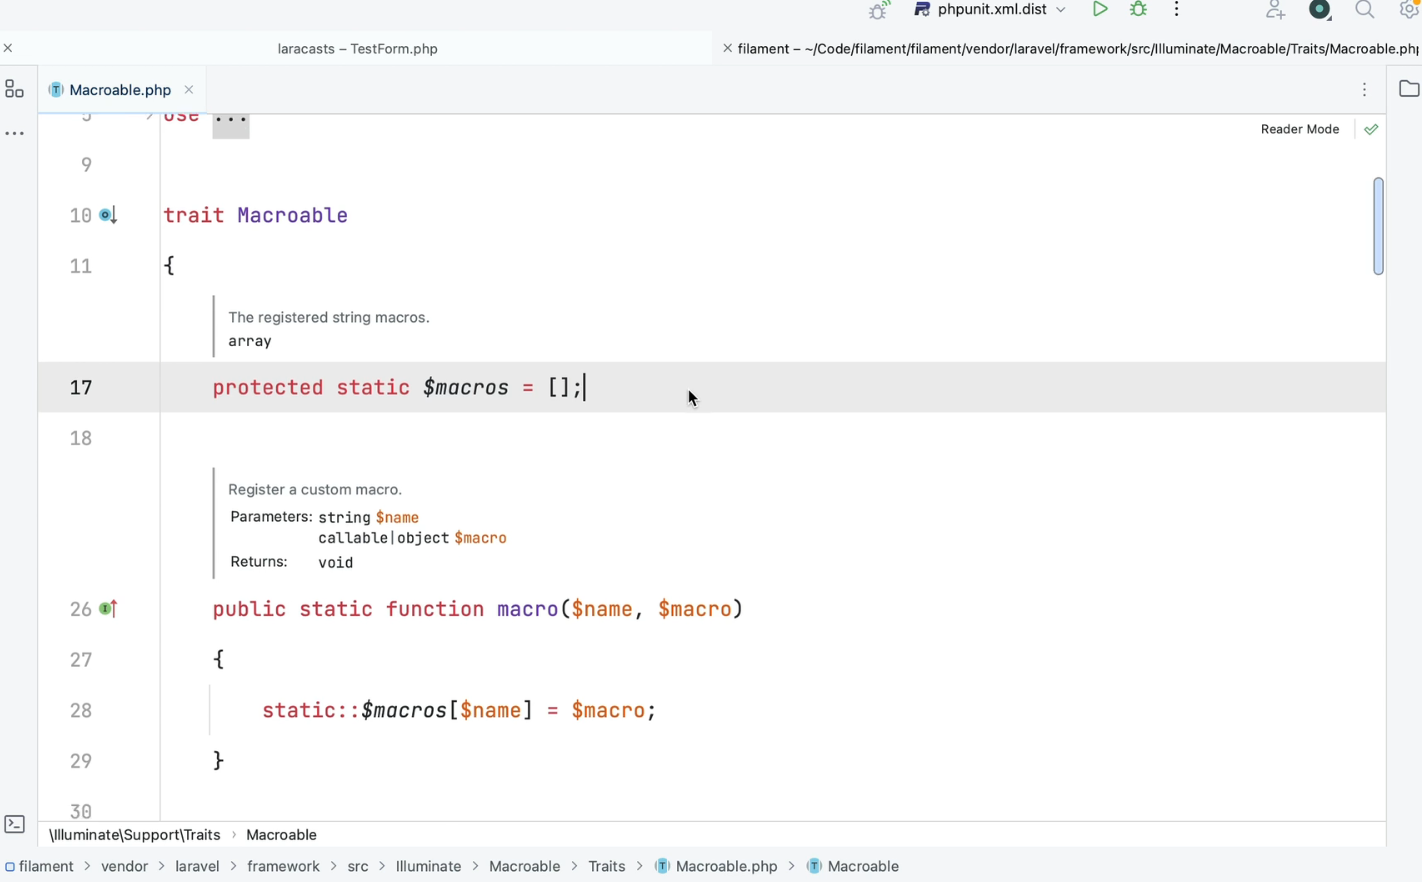 phpunit.xml.dist
laracasts – TestForm.php
filament – ~/Code/filament/filament/vendor/laravel/framework/src/Illuminate/Macroable/Traits/Macroable.php
Macroable.php
Reader Mode
5 use ...
9
10 trait Macroable
11 {
The registered string macros.
array
17 protected static $macros = [];
18
Register a custom macro.
Parameters: string $name
callable|object $macro
Returns: void
26 public static function macro($name, $macro)
27 {
28 static::$macros[$name] = $macro;
29 }
30
\Illuminate\Support\Traits › Macroable
filament > vendor > laravel > framework > src > Illuminate > Macroable > Traits > Macroable.php > Macroable